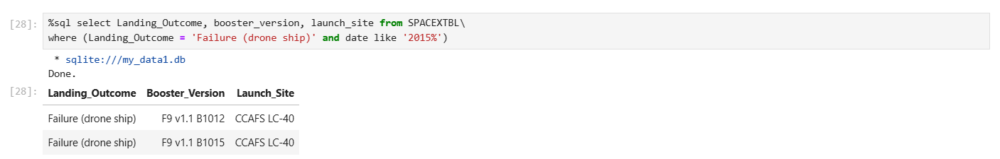 [28]: %sql select Landing_Outcome, booster_version, launch_site from SPACEXTBL\
where (Landing_Outcome = 'Failure (drone ship)' and date like '2015%')
* sqlite:///my_data1.db
Done.
[28]: Landing_Outcome Booster_Version Launch_Site
Failure (drone ship) F9 v1.1 B1012 CCAFS LC-40
Failure (drone ship) F9 v1.1 B1015 CCAFS LC-40